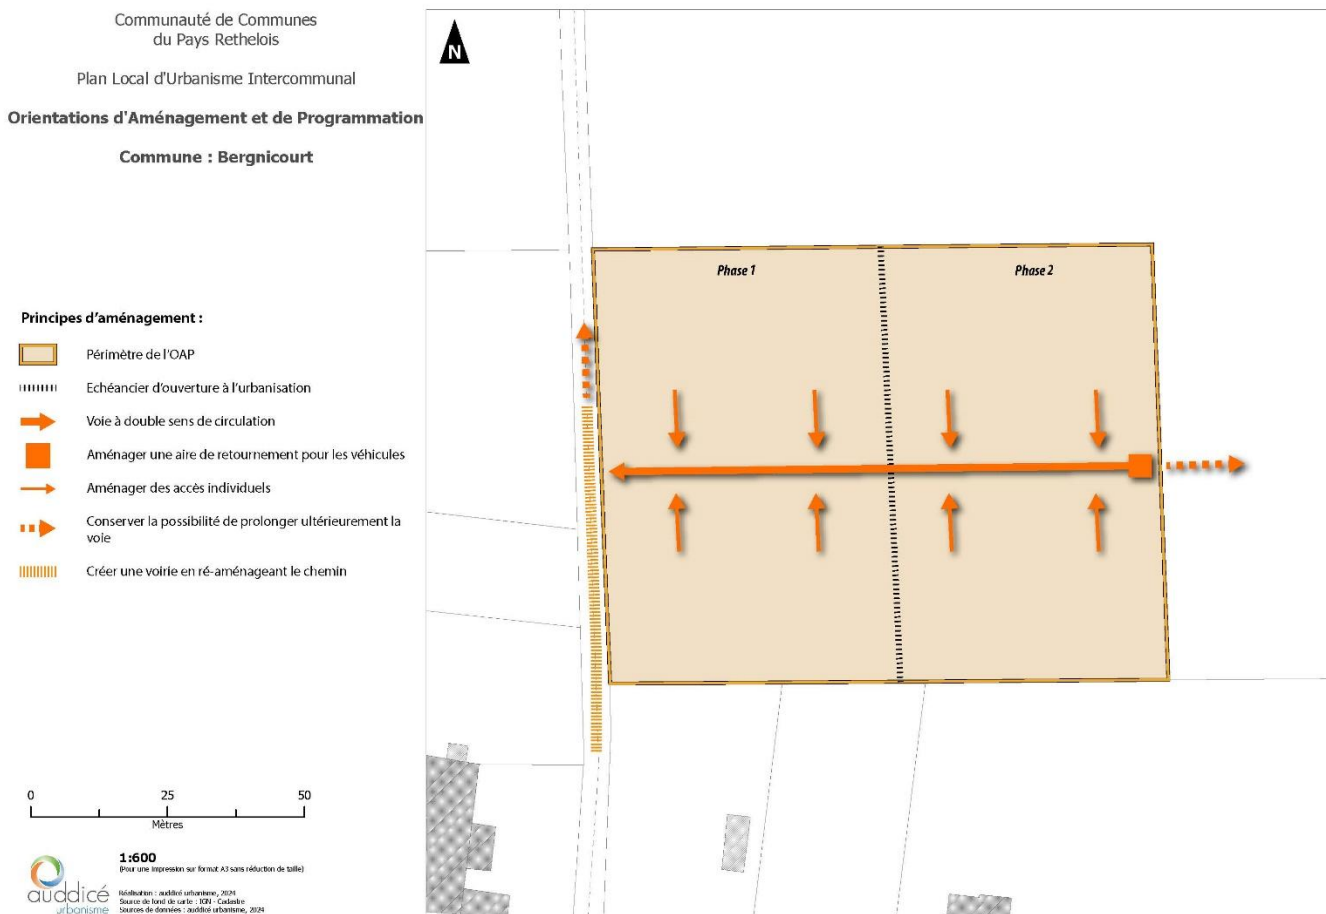 Communauté de Communes
du Pays Rethelois
Plan Local d'Urbanisme Intercommunal
Orientations d'Aménagement et de Programmation
Commune : Bergnicourt
N
Phase 1
Phase 2
Principes d'aménagement :
Périmètre de l'OAP
Echéancier d'ouverture à l'urbanisation
Voie à double sens de circulation
Aménager une aire de retournement pour les véhicules
Aménager des accès individuels
Conserver la possibilité de prolonger ultérieurement la
voie
Créer une voirie en ré-aménageant le chemin
0 25 50
Mètres
1:600
(Pour une impression sur format A3 sans réduction de taille)
auddicé
urbanisme
Réalisation : auddicé urbanisme, 2024
Source de fond de carte : IGN - Cadastre
Sources de données : auddicé urbanisme, 2024